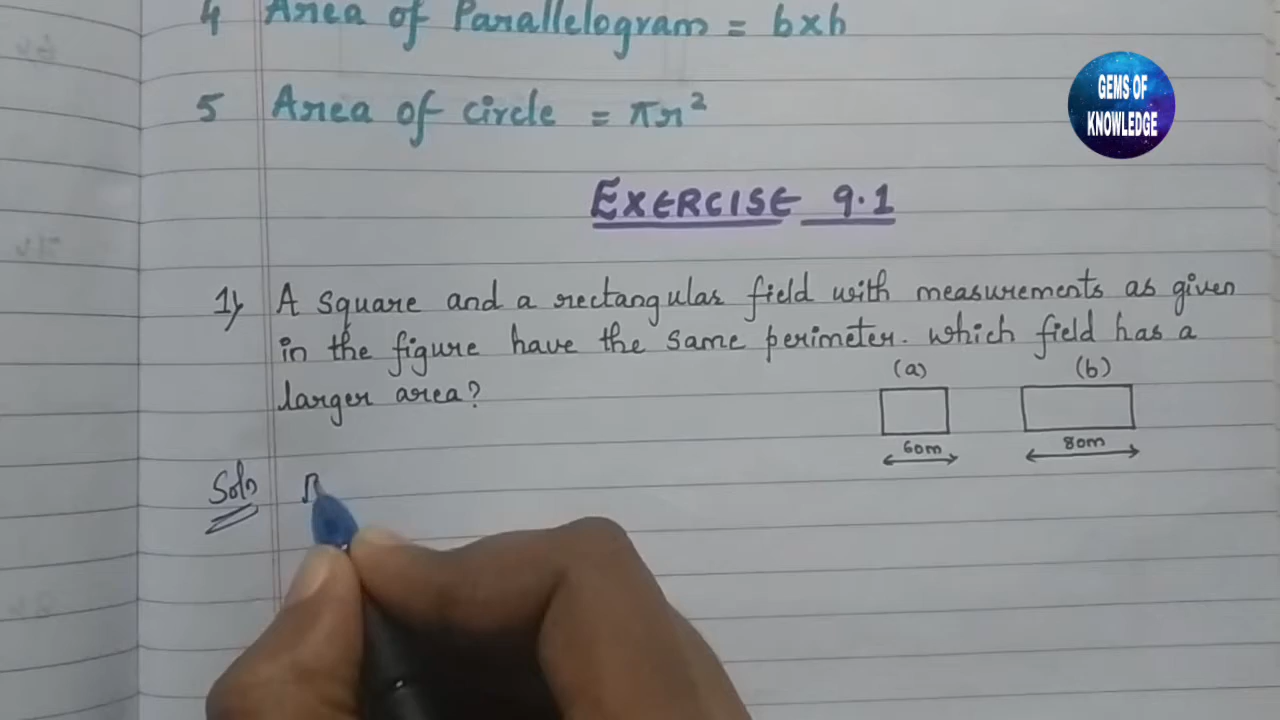 4 Area of Parallelogram = b×h
5 Area of circle = πr²
GEMS OF
KNOWLEDGE
EXERCISE 9.1
1) A square and a rectangular field with measurements as given
in the figure have the same perimeter. Which field has a
larger area?
(a) (b)
60m 80m
Soln